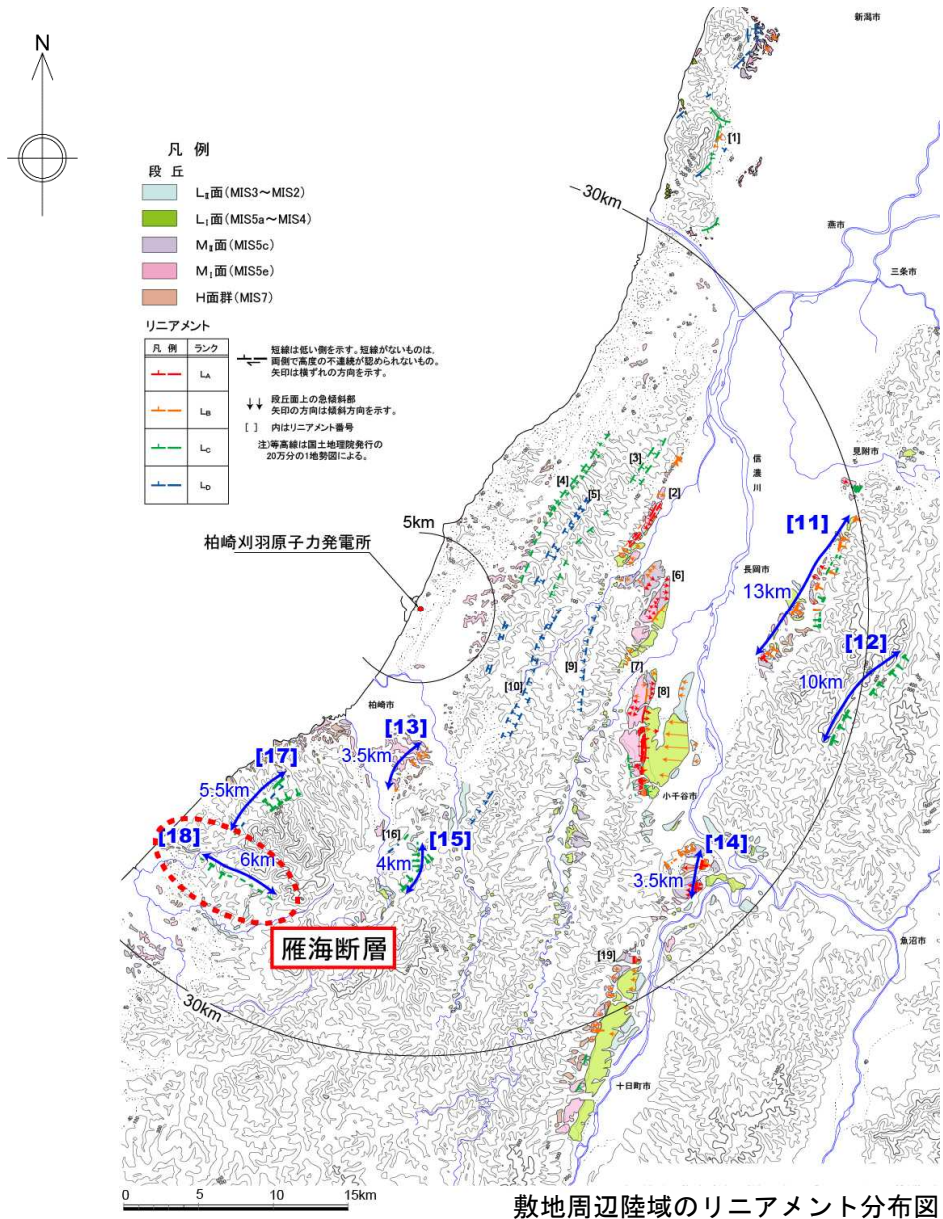 新潟市
N
凡 例
段 丘
LⅡ面(MIS3～MIS2)
LⅠ面(MIS5a～MIS4)
MⅡ面(MIS5c)
MⅠ面(MIS5e)
H面群(MIS7)
リニアメント
凡 例 ランク
LA
LB
LC
LD
短線は低い側を示す。短線がないものは、
両側で高度の不連続が認められないもの。
矢印は横ずれの方向を示す。
段丘面上の急傾斜部
矢印の方向は傾斜方向を示す。
[ ] 内はリニアメント番号
注)等高線は国土地理院発行の
20万分の1地勢図による。
[1]
30km
燕市
三条市
見附市
信濃川
[3]
[4]
[5]
[2]
5km
柏崎刈羽原子力発電所
[11]
長岡市
13km
[6]
[12]
10km
[7]
[9]
[10]
[8]
柏崎市
[13]
3.5km
[17]
5.5km
小千谷市
[18]
6km
[16]
[15]
4km
[14]
3.5km
雁海断層
魚沼市
[19]
30km
十日町市
0 5 10 15km
敷地周辺陸域のリニアメント分布図